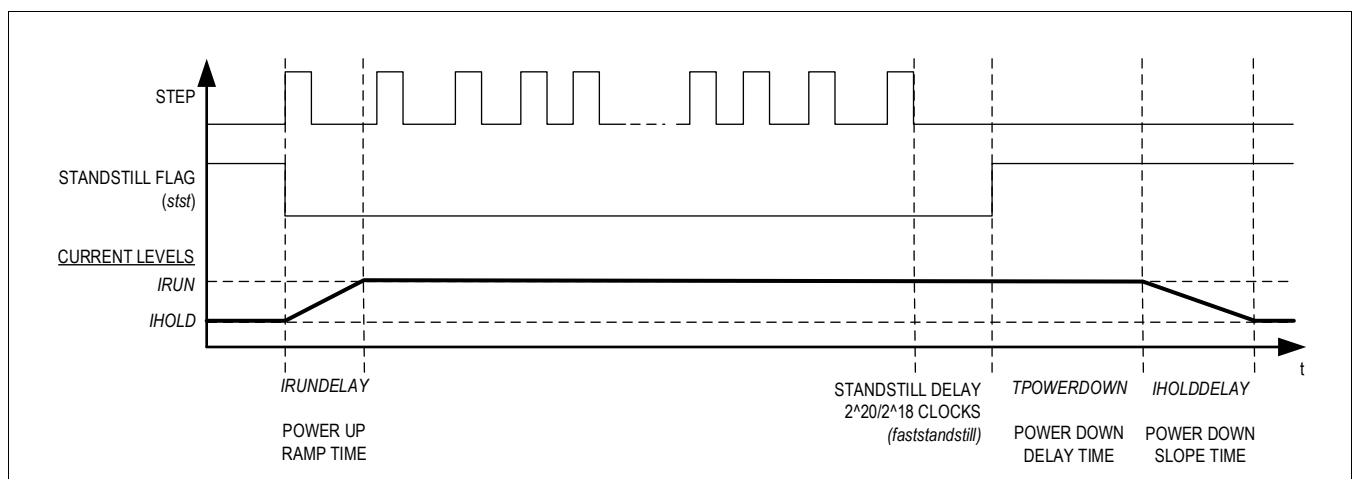 STEP
STANDSTILL FLAG
(stst)
CURRENT LEVELS
IRUN
IHOLD
t
IRUNDELAY
POWER UP
RAMP TIME
STANDSTILL DELAY
2^20/2^18 CLOCKS
(faststandstill)
TPOWERDOWN
POWER DOWN
DELAY TIME
IHOLDDELAY
POWER DOWN
SLOPE TIME